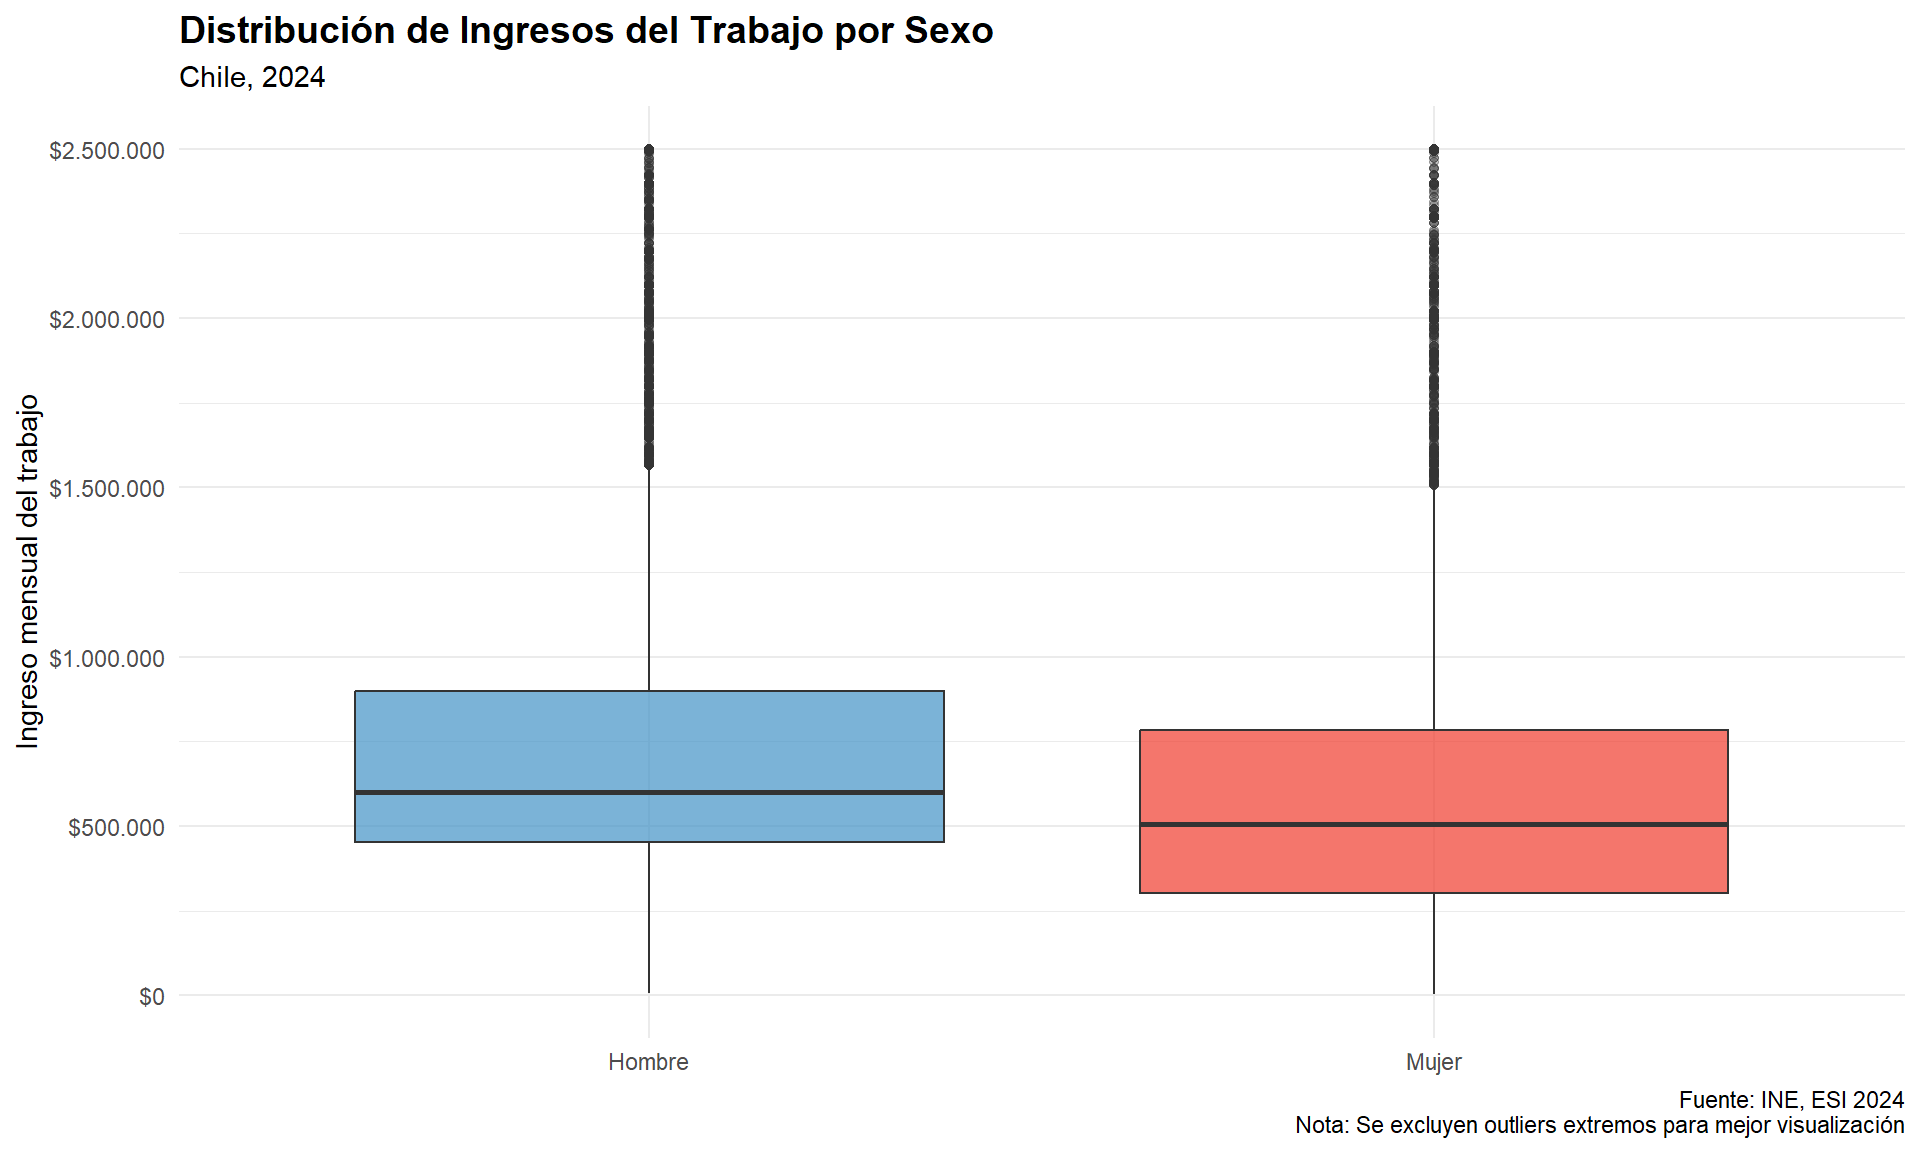 Distribución de Ingresos del Trabajo por Sexo
Chile, 2024
Ingreso mensual del trabajo
$2.500.000
$2.000.000
$1.500.000
$1.000.000
$500.000
$0
Hombre
Mujer
Fuente: INE, ESI 2024
Nota: Se excluyen outliers extremos para mejor visualización